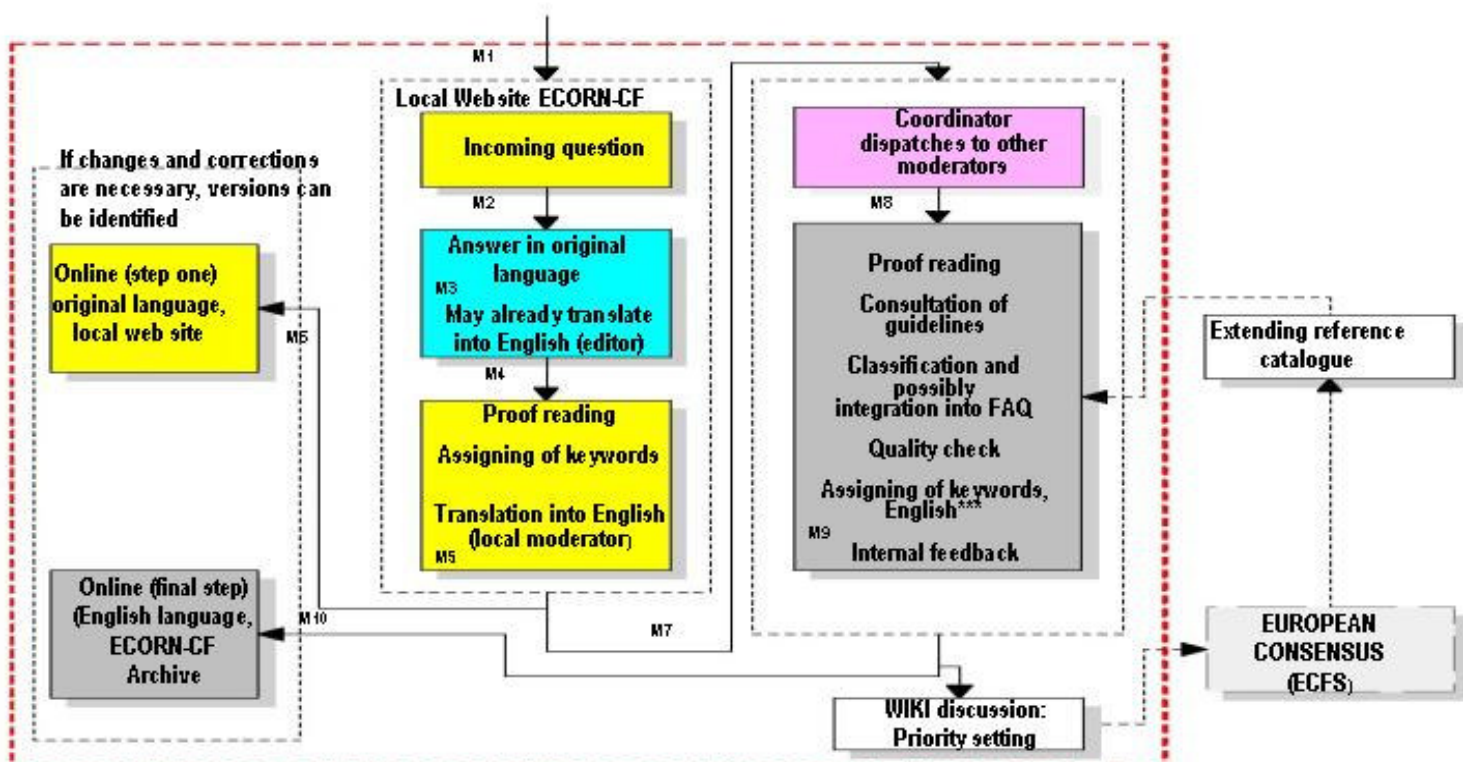 M1
Local Website ECORN-CF
Incoming question
M2
Answer in original
language
M3
May already translate
into English (editor)
M4
Proof reading
Assigning of keywords
Translation into English
(local moderator)
M5
If changes and corrections
are necessary, versions can
be identified
Online (step one)
original language,
local web site
M6
Online (final step)
(English language,
ECORN-CF
Archive
M10
M7
Coordinator
dispatches to other
moderators
M8
Proof reading
Consultation of
guidelines
Classification and
possibly
integration into FAQ
Quality check
Assigning of keywords,
English***
M9
Internal feedback
WIKI discussion:
Priority setting
Extending reference
catalogue
EUROPEAN
CONSENSUS
(ECFS)